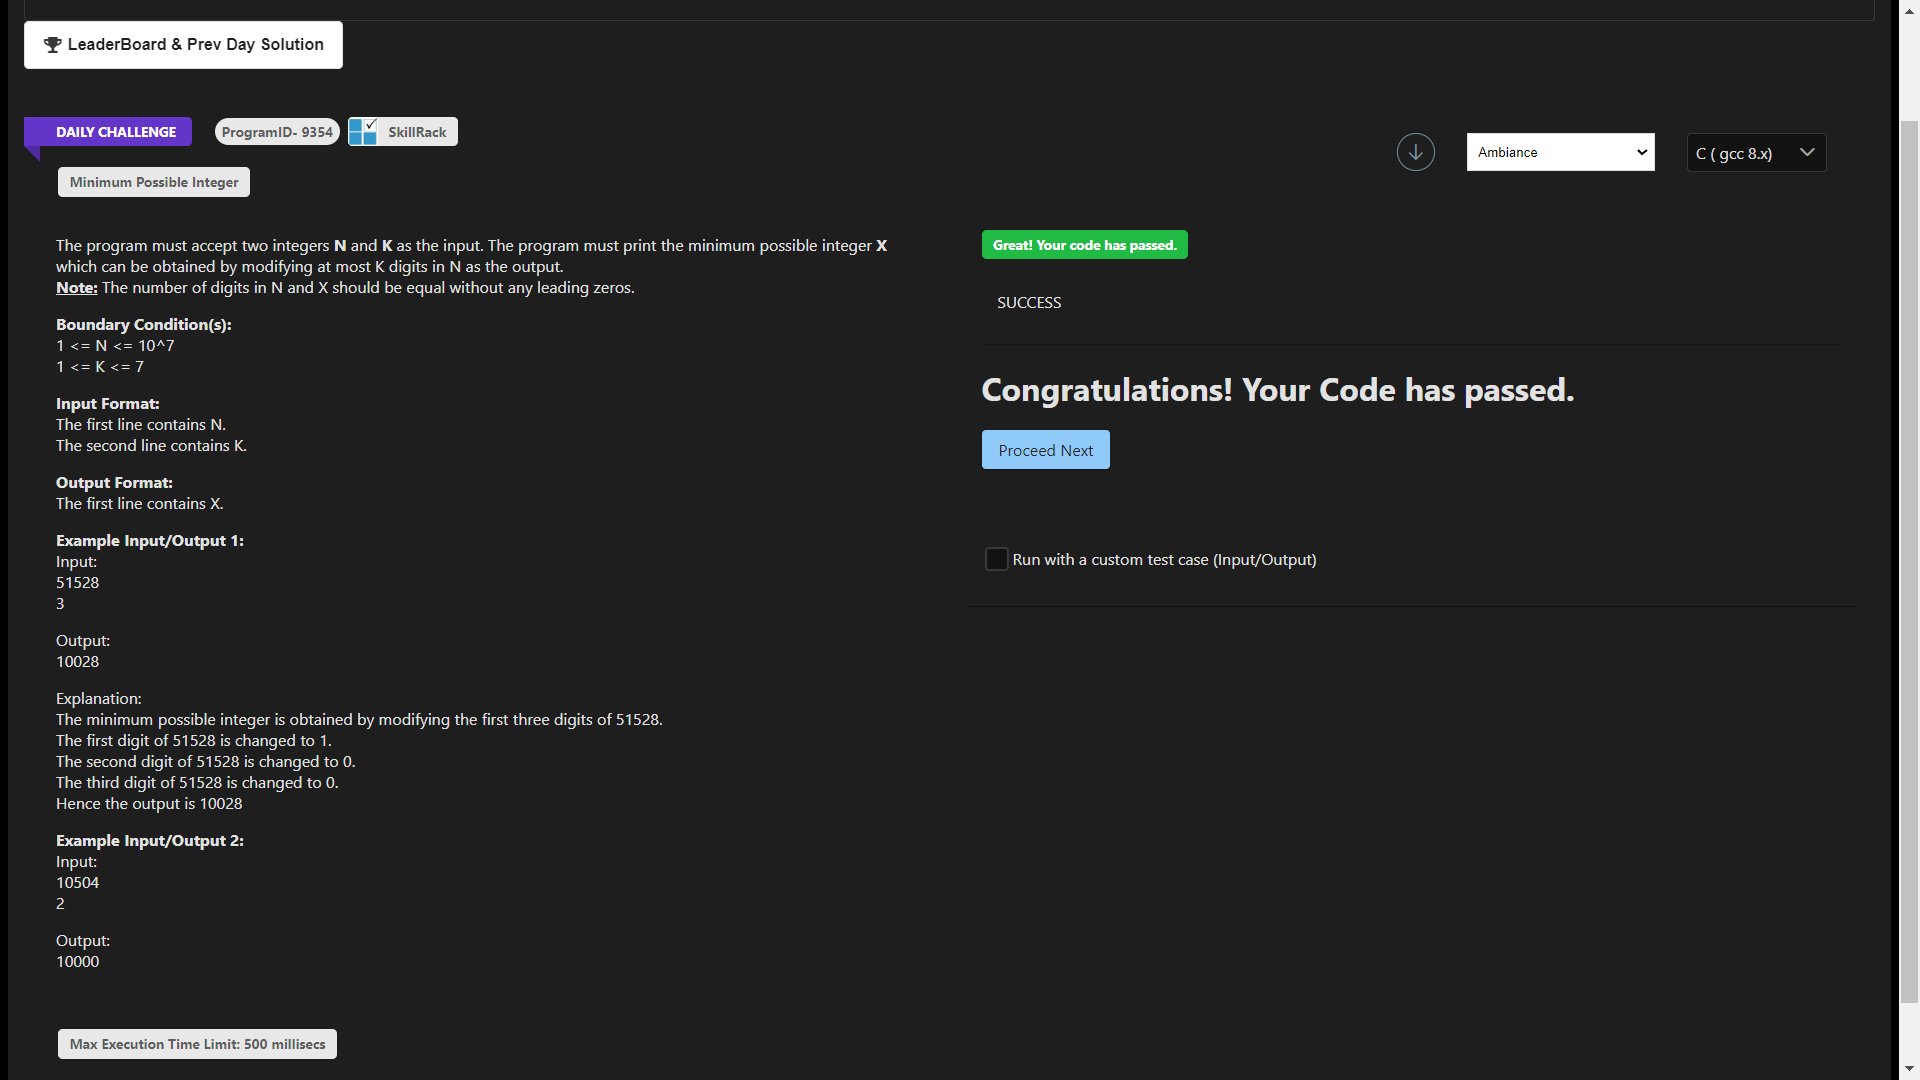 LeaderBoard & Prev Day Solution
DAILY CHALLENGE
ProgramID- 9354
SkillRack
Ambiance
C ( gcc 8.x)
Minimum Possible Integer
The program must accept two integers N and K as the input. The program must print the minimum possible integer X
which can be obtained by modifying at most K digits in N as the output.
Note: The number of digits in N and X should be equal without any leading zeros.
Boundary Condition(s):
1 <= N <= 10^7
1 <= K <= 7
Input Format:
The first line contains N.
The second line contains K.
Output Format:
The first line contains X.
Example Input/Output 1:
Input:
51528
3
Output:
10028
Explanation:
The minimum possible integer is obtained by modifying the first three digits of 51528.
The first digit of 51528 is changed to 1.
The second digit of 51528 is changed to 0.
The third digit of 51528 is changed to 0.
Hence the output is 10028
Example Input/Output 2:
Input:
10504
2
Output:
10000
Max Execution Time Limit: 500 millisecs
Great! Your code has passed.
SUCCESS
Congratulations! Your Code has passed.
Proceed Next
Run with a custom test case (Input/Output)